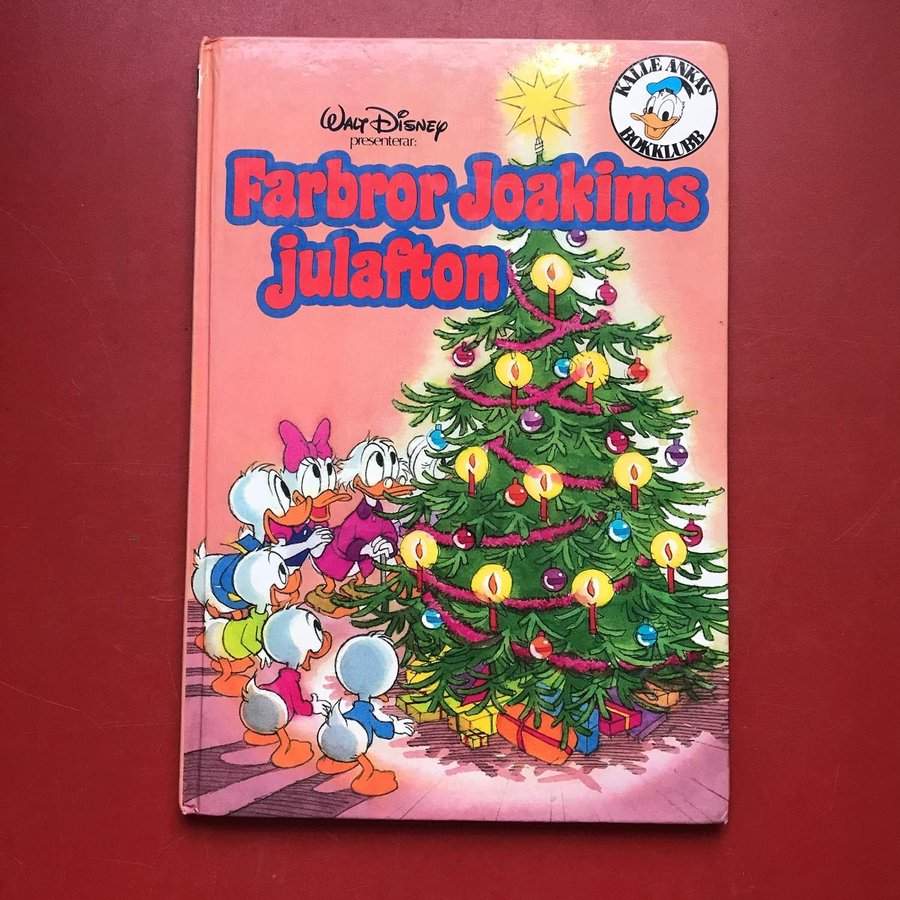 KALLE ANKAS
BOKKLUBB
WALT DISNEY
presenterar:
Farbror Joakims
julafton